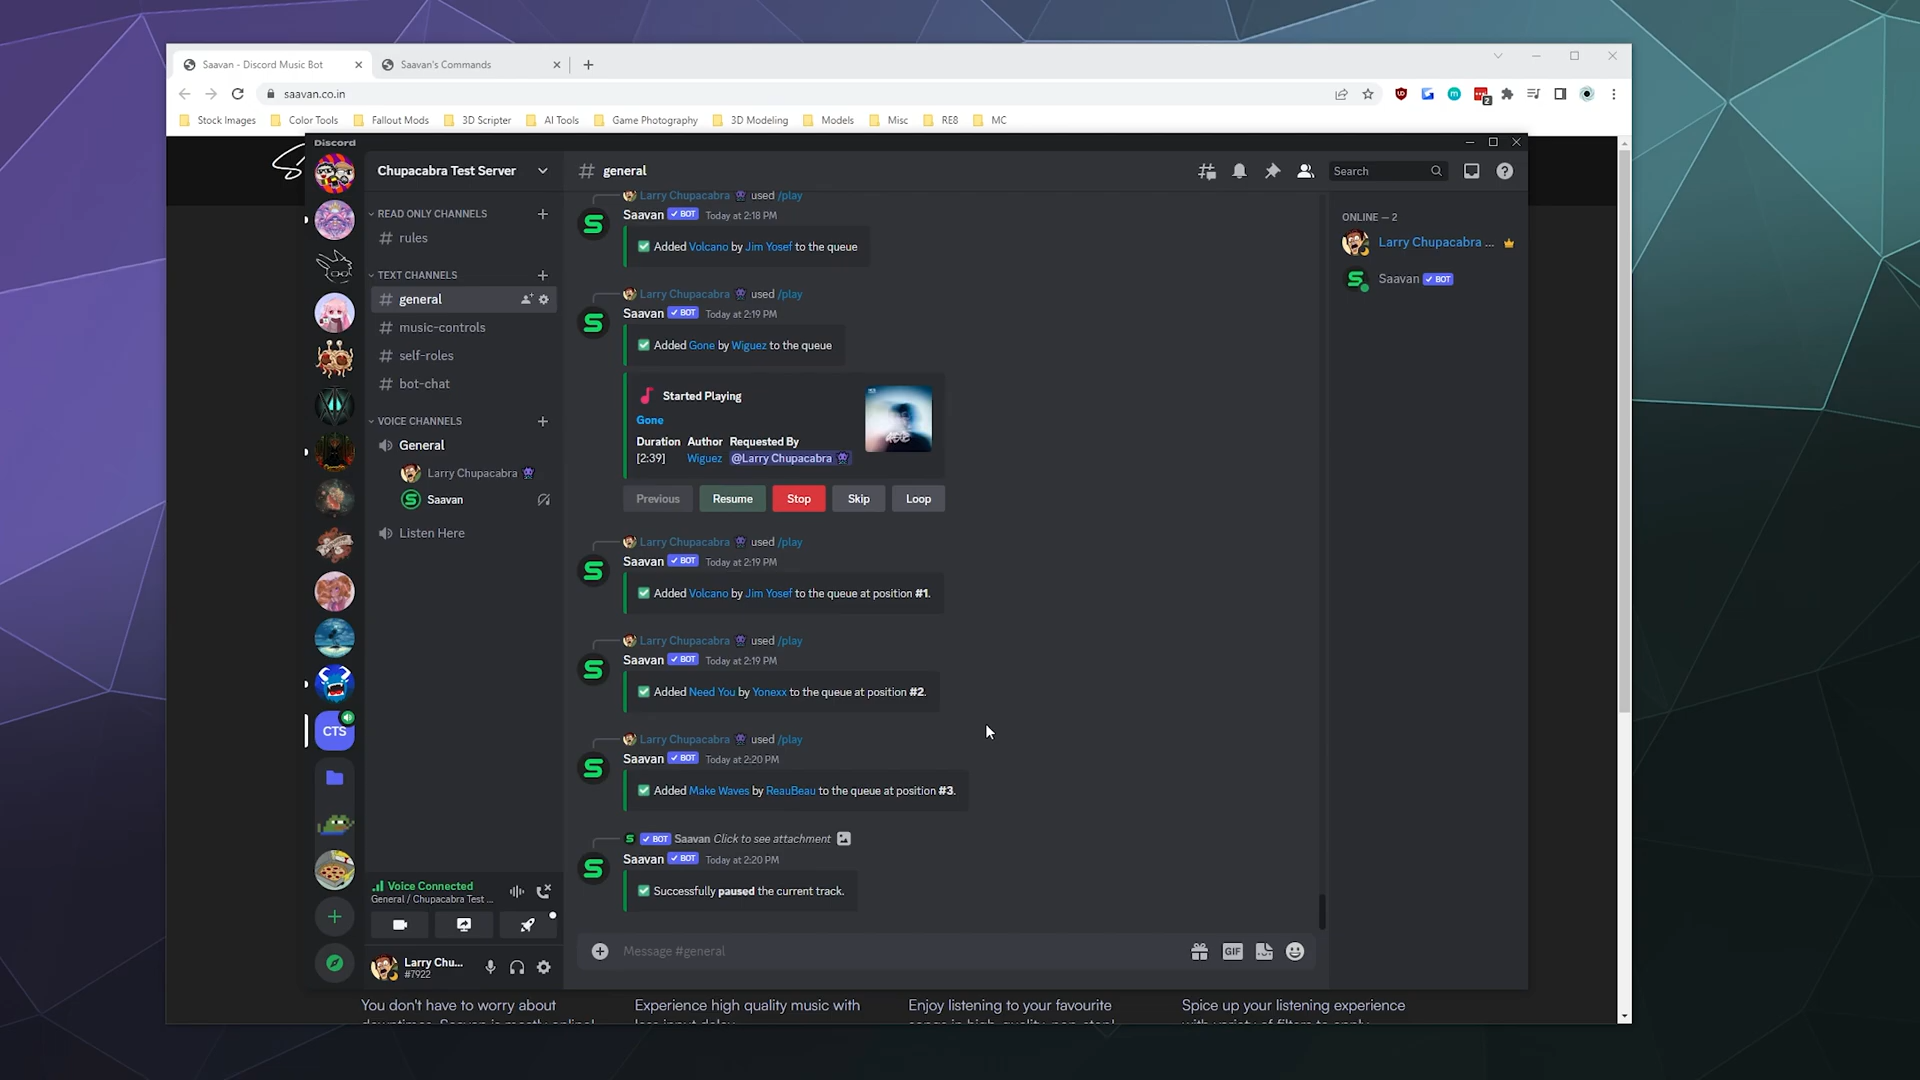 Saavan - Discord Music Bot
Saavan's Commands
saavan.co.in
2
Stock Images
Color Tools
Fallout Mods
3D Scripter
AI Tools
Game Photography
3D Modeling
Models
Misc
RE8
MC
Discord
Chupacabra Test Server
general
Search
READ ONLY CHANNELS
rules
TEXT CHANNELS
general
music-controls
self-roles
bot-chat
VOICE CHANNELS
General
Larry Chupacabra
Saavan
Listen Here
CTS
Voice Connected
General / Chupacabra Test ...
Larry Chu...
#7922
Larry Chupacabra used /play
Saavan BOT Today at 2:18 PM
Added Volcano by Jim Yosef to the queue
Larry Chupacabra used /play
Saavan BOT Today at 2:19 PM
Added Gone by Wiguez to the queue
Started Playing
Gone
Duration Author Requested By
[2:39] Wiguez @Larry Chupacabra
Previous Resume Stop Skip Loop
Larry Chupacabra used /play
Saavan BOT Today at 2:19 PM
Added Volcano by Jim Yosef to the queue at position #1.
Larry Chupacabra used /play
Saavan BOT Today at 2:19 PM
Added Need You by Yonexx to the queue at position #2.
Larry Chupacabra used /play
Saavan BOT Today at 2:20 PM
Added Make Waves by ReauBeau to the queue at position #3.
BOT Saavan Click to see attachment
Saavan BOT Today at 2:20 PM
Successfully paused the current track.
Message #general
GIF
ONLINE — 2
Larry Chupacabra ...
Saavan BOT
You don't have to worry about
Experience high quality music with
Enjoy listening to your favourite
Spice up your listening experience